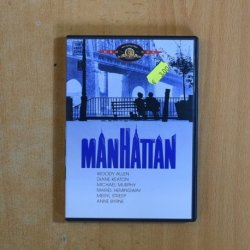 MANHATTAN
WOODY ALLEN
DIANE KEATON
MICHAEL MURPHY
MARIEL HEMINGWAY
MERYL STREEP
ANNE BYRNE